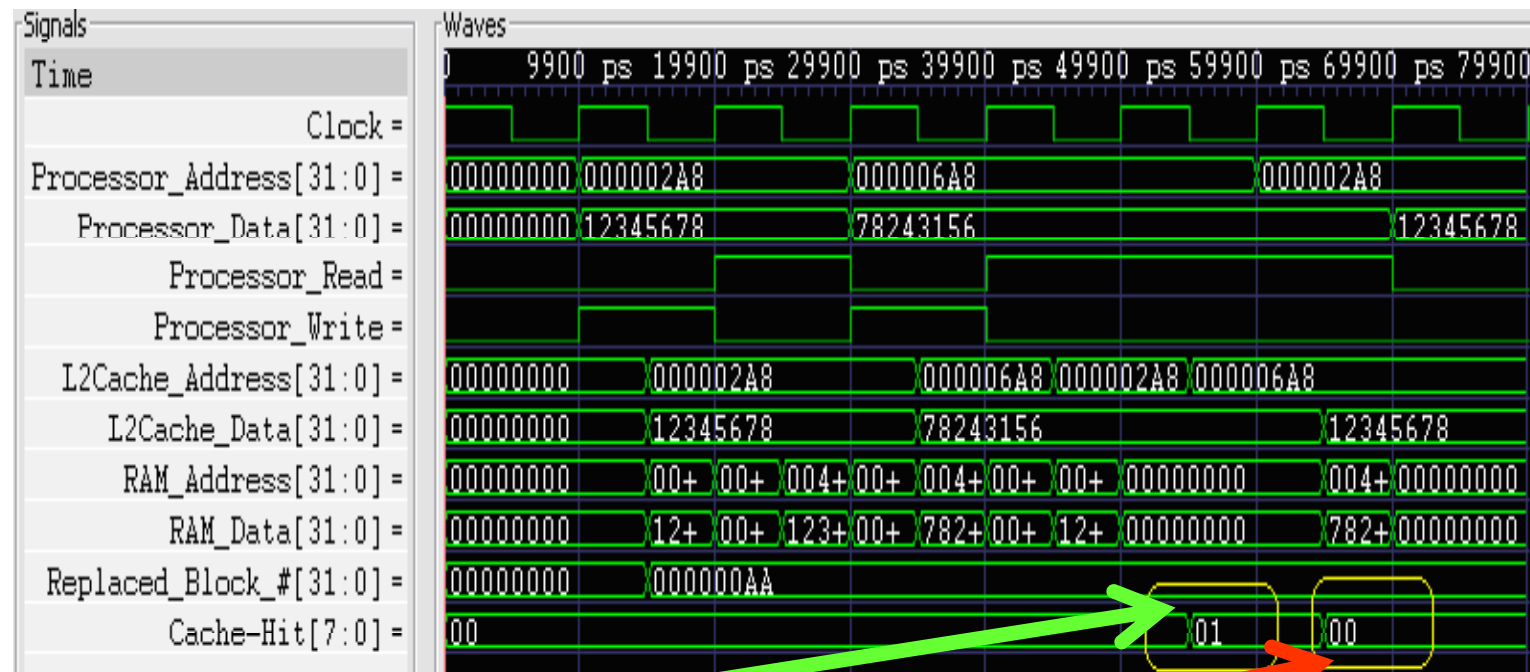 Signals Waves
Time 9900 ps 19900 ps 29900 ps 39900 ps 49900 ps 59900 ps 69900 ps 79900
Clock =
Processor_Address[31:0] = 00000000 000002A8 000006A8 000002A8
Processor_Data[31:0] = 00000000 12345678 78243156 12345678
Processor_Read =
Processor_Write =
L2Cache_Address[31:0] = 00000000 000002A8 000006A8 000002A8 000006A8
L2Cache_Data[31:0] = 00000000 12345678 78243156 12345678
RAM_Address[31:0] = 00000000 00+ 00+ 004+ 00+ 004+ 00+ 00+ 00000000 004+ 00000000
RAM_Data[31:0] = 00000000 12+ 00+ 123+ 00+ 782+ 00+ 12+ 00000000 782+ 00000000
Replaced_Block_#[31:0] = 00000000 000000AA
Cache-Hit[7:0] = 00 01 00